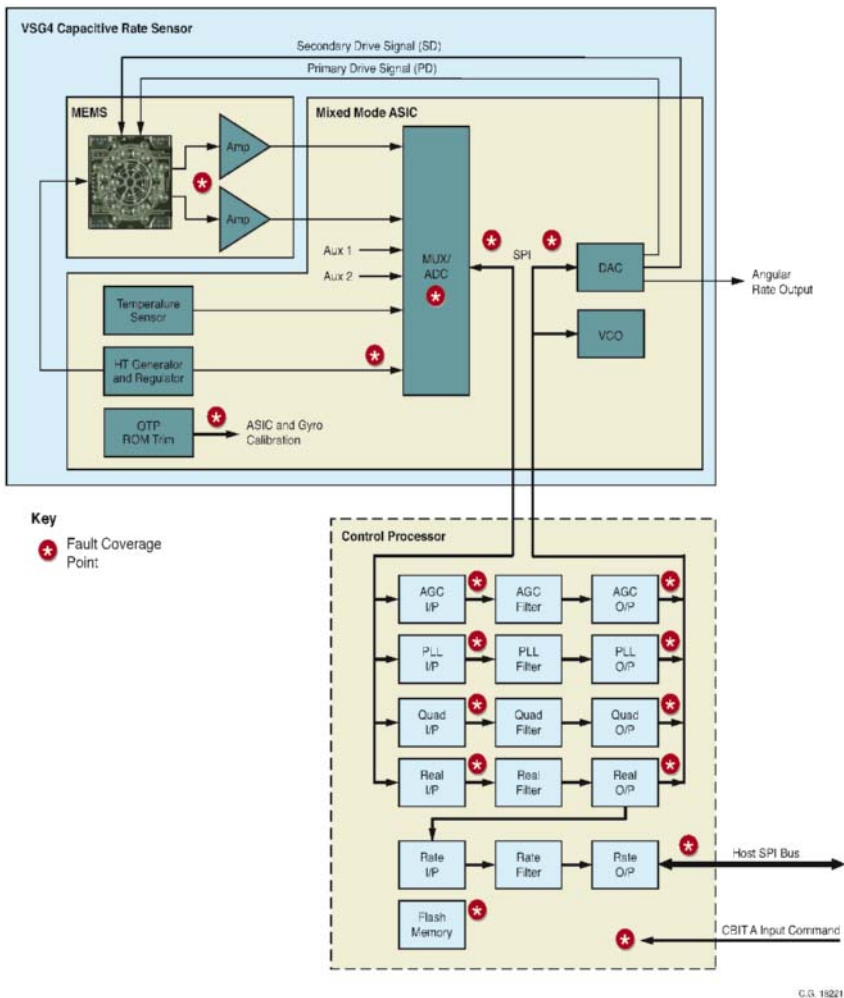 VSG4 Capacitive Rate Sensor
Secondary Drive Signal (SD)
Primary Drive Signal (PD)
MEMS
Mixed Mode ASIC
Amp
Amp
Aux 1
Aux 2
MUX/
ADC
SPI
DAC
Angular
Rate Output
VCO
Temperature
Sensor
HT Generator
and Regulator
OTP
ROM Trim
ASIC and Gyro
Calibration
Key
Fault Coverage
Point
Control Processor
AGC
I/P
AGC
Filter
AGC
O/P
PLL
I/P
PLL
Filter
PLL
O/P
Quad
I/P
Quad
Filter
Quad
O/P
Real
I/P
Real
Filter
Real
O/P
Rate
I/P
Rate
Filter
Rate
O/P
Host SPI Bus
Flash
Memory
CBIT A Input Command
C.G. 18221